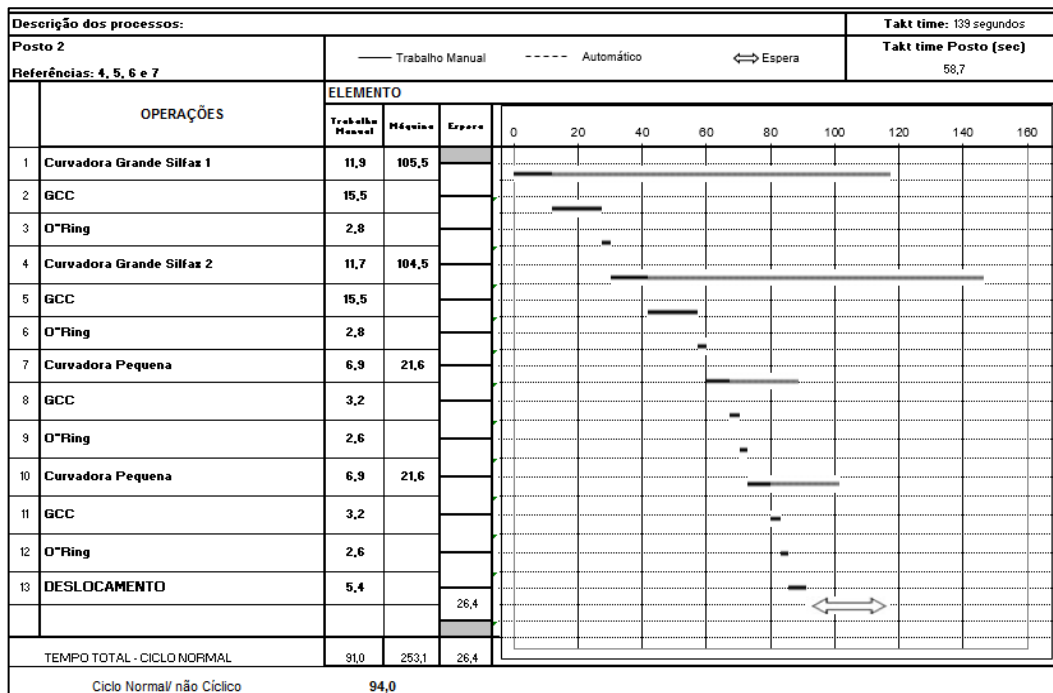 Descrição dos processos: Takt time: 139 segundos
Posto 2 Takt time Posto (sec)
Trabalho Manual Automático Espera
Referências: 4, 5, 6 e 7 58,7
ELEMENTO
OPERAÇÕES Trabalho Manual Máquina Espera
0 20 40 60 80 100 120 140 160
1 Curvadora Grande Silfax 1 11,9 105,5
2 GCC 15,5
3 O"Ring 2,8
4 Curvadora Grande Silfax 2 11,7 104,5
5 GCC 15,5
6 O"Ring 2,8
7 Curvadora Pequena 6,9 21,6
8 GCC 3,2
9 O"Ring 2,6
10 Curvadora Pequena 6,9 21,6
11 GCC 3,2
12 O"Ring 2,6
13 DESLOCAMENTO 5,4
26,4
TEMPO TOTAL - CICLO NORMAL 91,0 253,1 26,4
Ciclo Normal/ não Cíclico 94,0